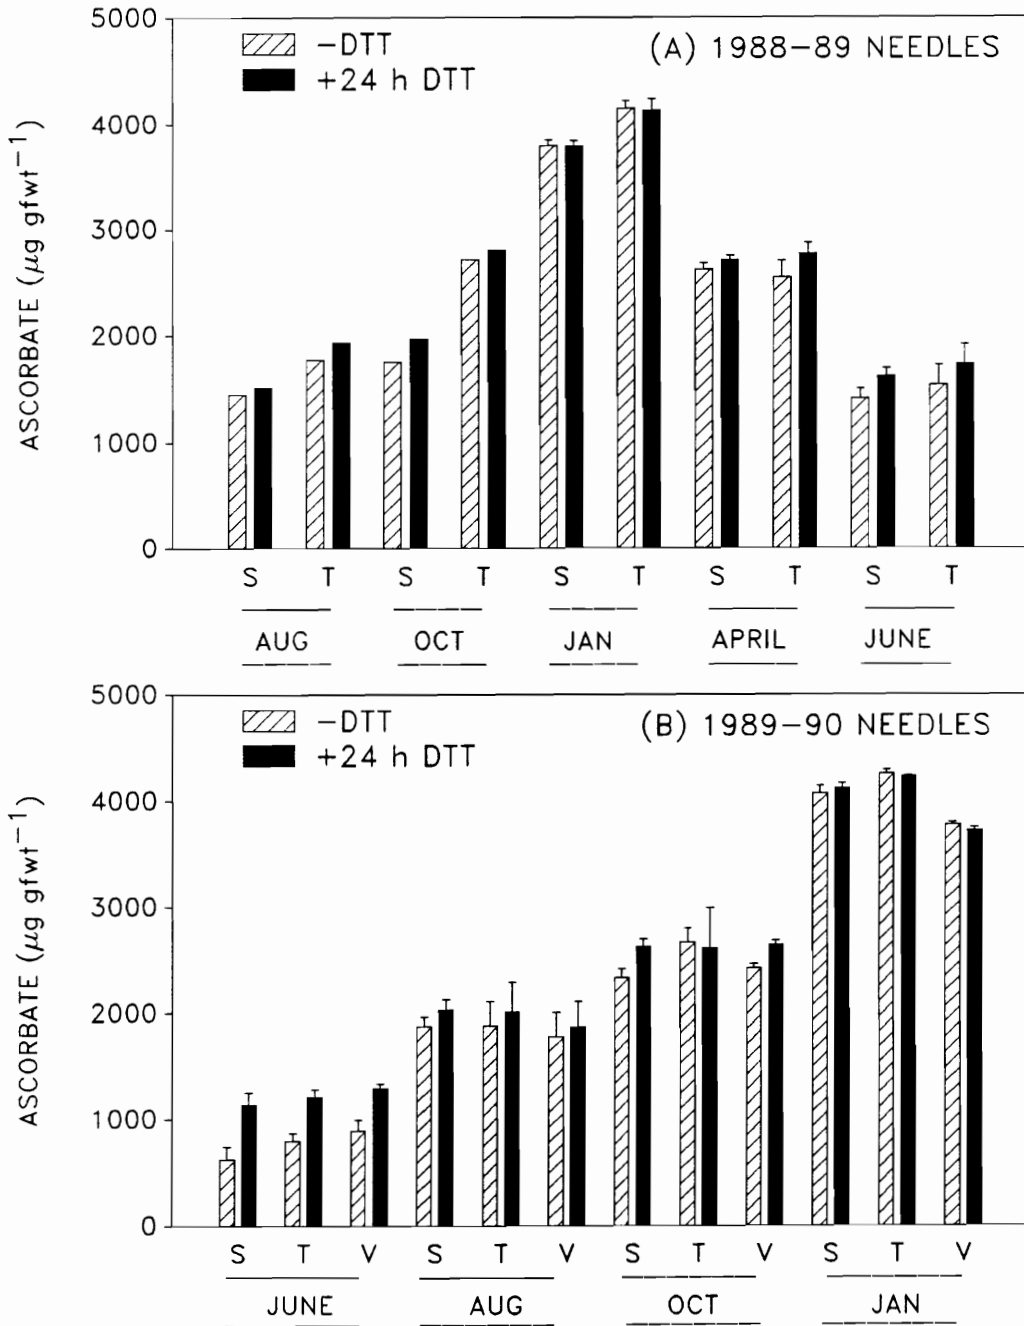 5000
4000
3000
2000
1000
0
ASCORBATE (μg gfwt⁻¹)
-DTT
+24 h DTT
(A) 1988-89 NEEDLES
S T S T S T S T S T
AUG OCT JAN APRIL JUNE
5000
4000
3000
2000
1000
0
ASCORBATE (μg gfwt⁻¹)
-DTT
+24 h DTT
(B) 1989-90 NEEDLES
S T V S T V S T V S T V
JUNE AUG OCT JAN